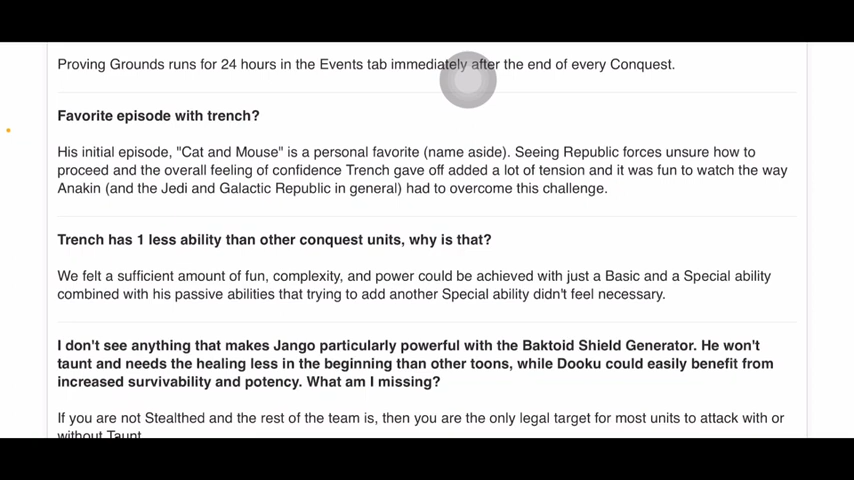 Proving Grounds runs for 24 hours in the Events tab immediately after the end of every Conquest.
Favorite episode with trench?
His initial episode, "Cat and Mouse" is a personal favorite (name aside). Seeing Republic forces unsure how to
proceed and the overall feeling of confidence Trench gave off added a lot of tension and it was fun to watch the way
Anakin (and the Jedi and Galactic Republic in general) had to overcome this challenge.
Trench has 1 less ability than other conquest units, why is that?
We felt a sufficient amount of fun, complexity, and power could be achieved with just a Basic and a Special ability
combined with his passive abilities that trying to add another Special ability didn't feel necessary.
I don't see anything that makes Jango particularly powerful with the Baktoid Shield Generator. He won't
taunt and needs the healing less in the beginning than other toons, while Dooku could easily benefit from
increased survivability and potency. What am I missing?
If you are not Stealthed and the rest of the team is, then you are the only legal target for most units to attack with or
without Taunt